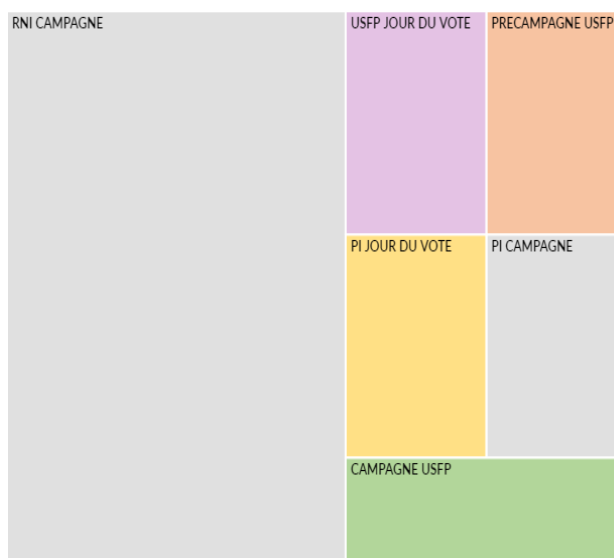 RNI CAMPAGNE
USFP JOUR DU VOTE
PRECAMPAGNE USFP
PI JOUR DU VOTE
PI CAMPAGNE
CAMPAGNE USFP